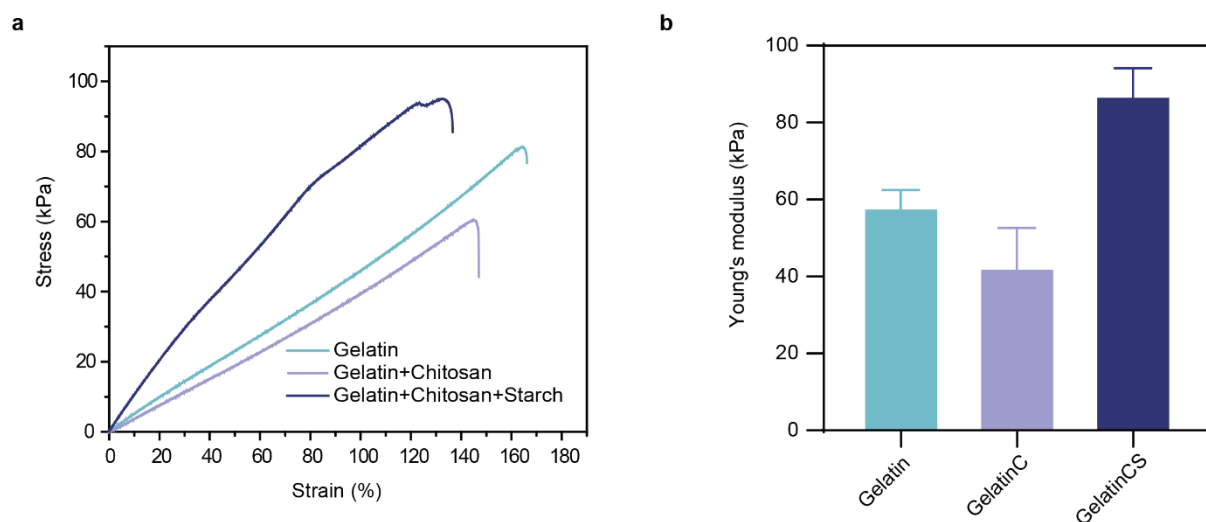 a
Stress (kPa)
100
80
60
40
20
0
0 20 40 60 80 100 120 140 160 180
Strain (%)
Gelatin
Gelatin+Chitosan
Gelatin+Chitosan+Starch
b
Young's modulus (kPa)
100
80
60
40
20
0
Gelatin
GelatinC
GelatinCS